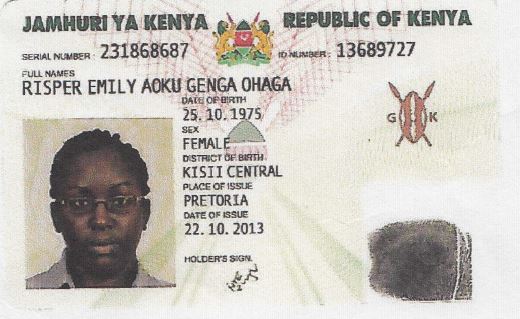 JAMHURI YA KENYA REPUBLIC OF KENYA
SERIAL NUMBER: 231868687 ID NUMBER: 13689727
FULL NAMES
RISPER EMILY AOKU GENGA OHAGA
DATE OF BIRTH
25.10.1975
SEX
FEMALE
DISTRICT OF BIRTH
KISII CENTRAL
PLACE OF ISSUE
PRETORIA
DATE OF ISSUE
22.10.2013
HOLDER'S SIGN.
G K